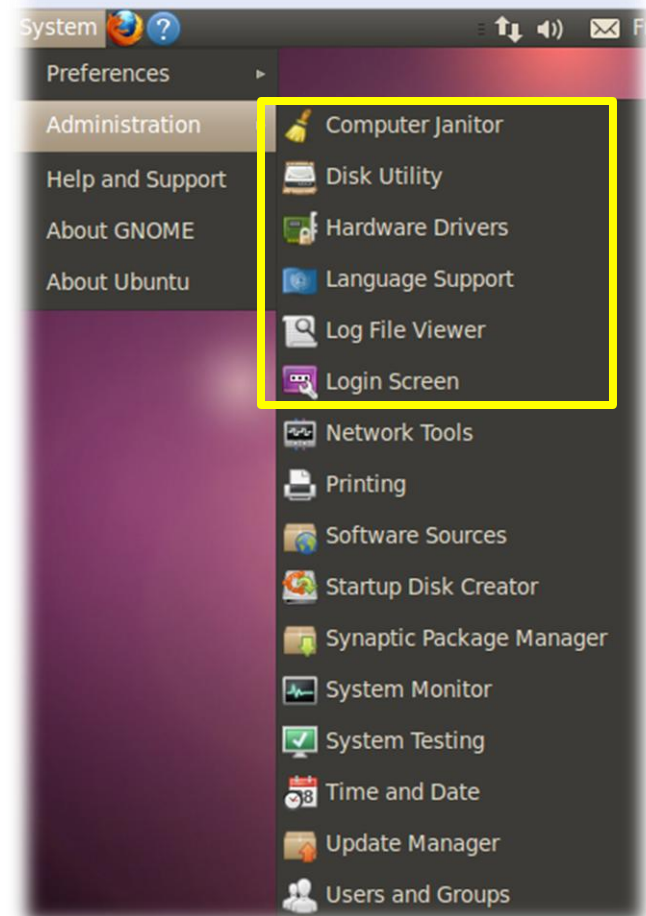 System
Preferences
Administration
Help and Support
About GNOME
About Ubuntu
Computer Janitor
Disk Utility
Hardware Drivers
Language Support
Log File Viewer
Login Screen
Network Tools
Printing
Software Sources
Startup Disk Creator
Synaptic Package Manager
System Monitor
System Testing
Time and Date
Update Manager
Users and Groups